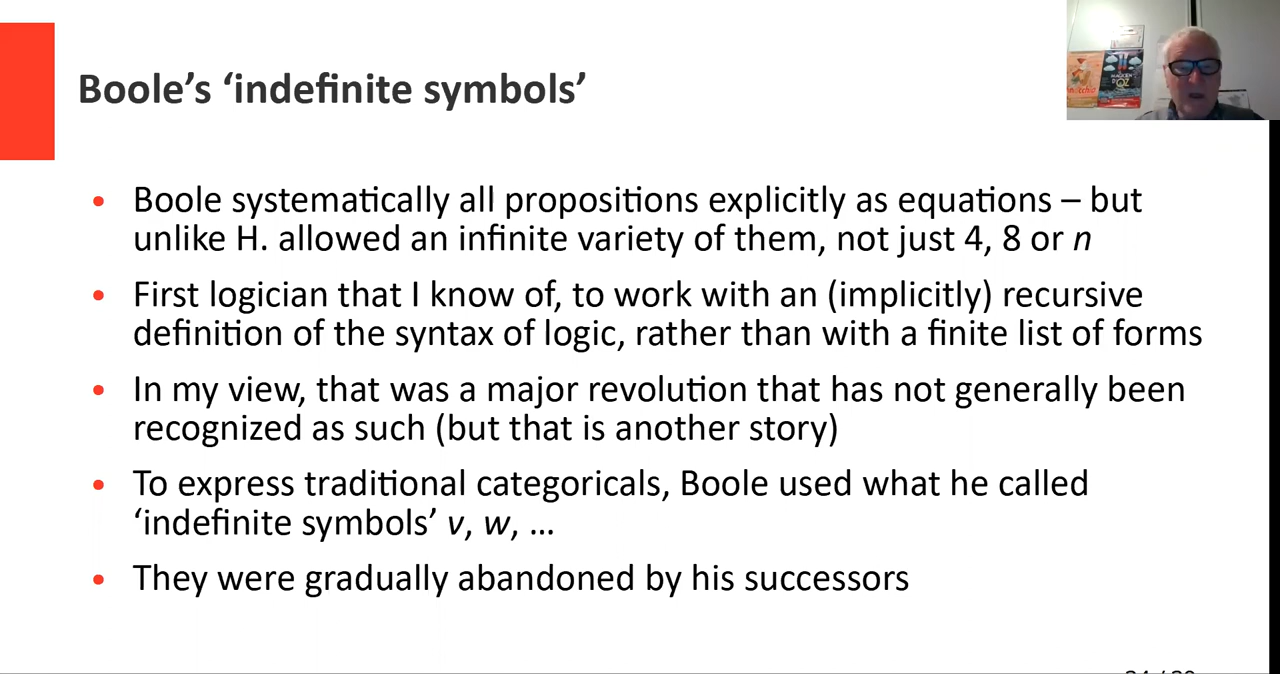 Boole’s ‘indefinite symbols’
MAGICIEN
D'OZ
• Boole systematically all propositions explicitly as equations – but
unlike H. allowed an infinite variety of them, not just 4, 8 or n
• First logician that I know of, to work with an (implicitly) recursive
definition of the syntax of logic, rather than with a finite list of forms
• In my view, that was a major revolution that has not generally been
recognized as such (but that is another story)
• To express traditional categoricals, Boole used what he called
‘indefinite symbols’ v, w, …
• They were gradually abandoned by his successors